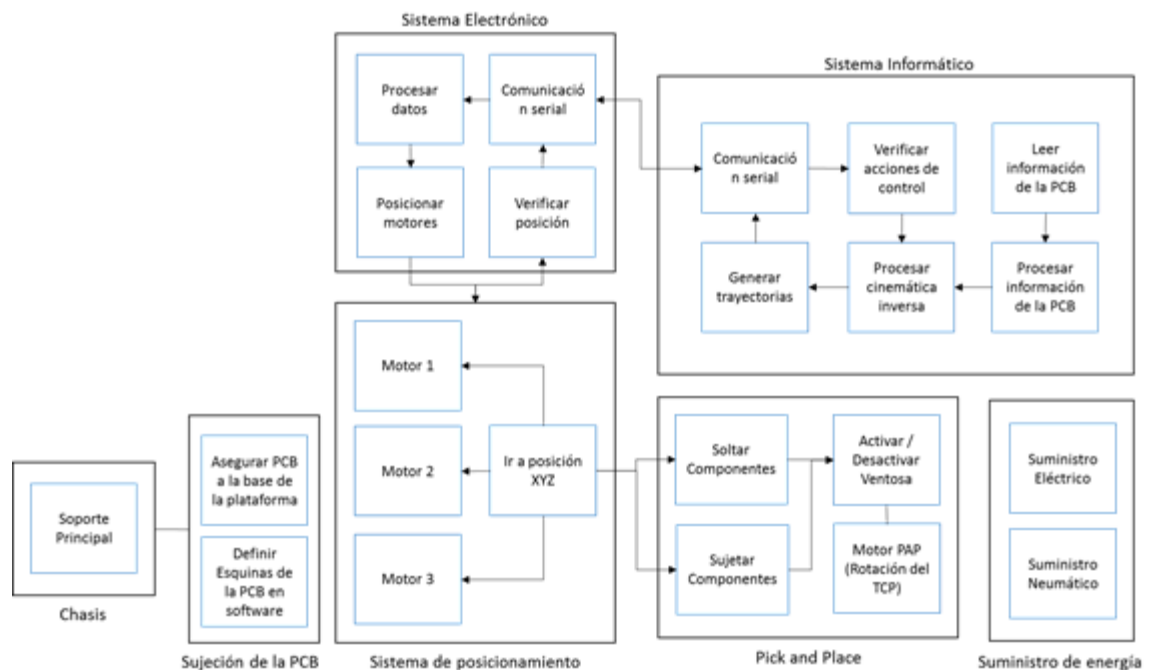 Sistema Electrónico
Procesar
datos
Comunicació
n serial
Posicionar
motores
Verificar
posición
Sistema Informático
Comunicació
n serial
Verificar
acciones de
control
Leer
información
de la PCB
Generar
trayectorias
Procesar
cinemática
inversa
Procesar
información
de la PCB
Soporte
Principal
Chasis
Asegurar PCB
a la base de
la plataforma
Definir
Esquinas de
la PCB en
software
Sujeción de la PCB
Motor 1
Motor 2
Motor 3
Ir a posición
XYZ
Sistema de posicionamiento
Soltar
Componentes
Activar /
Desactivar
Ventosa
Sujetar
Componentes
Motor PAP
(Rotación del
TCP)
Pick and Place
Suministro
Eléctrico
Suministro
Neumático
Suministro de energía